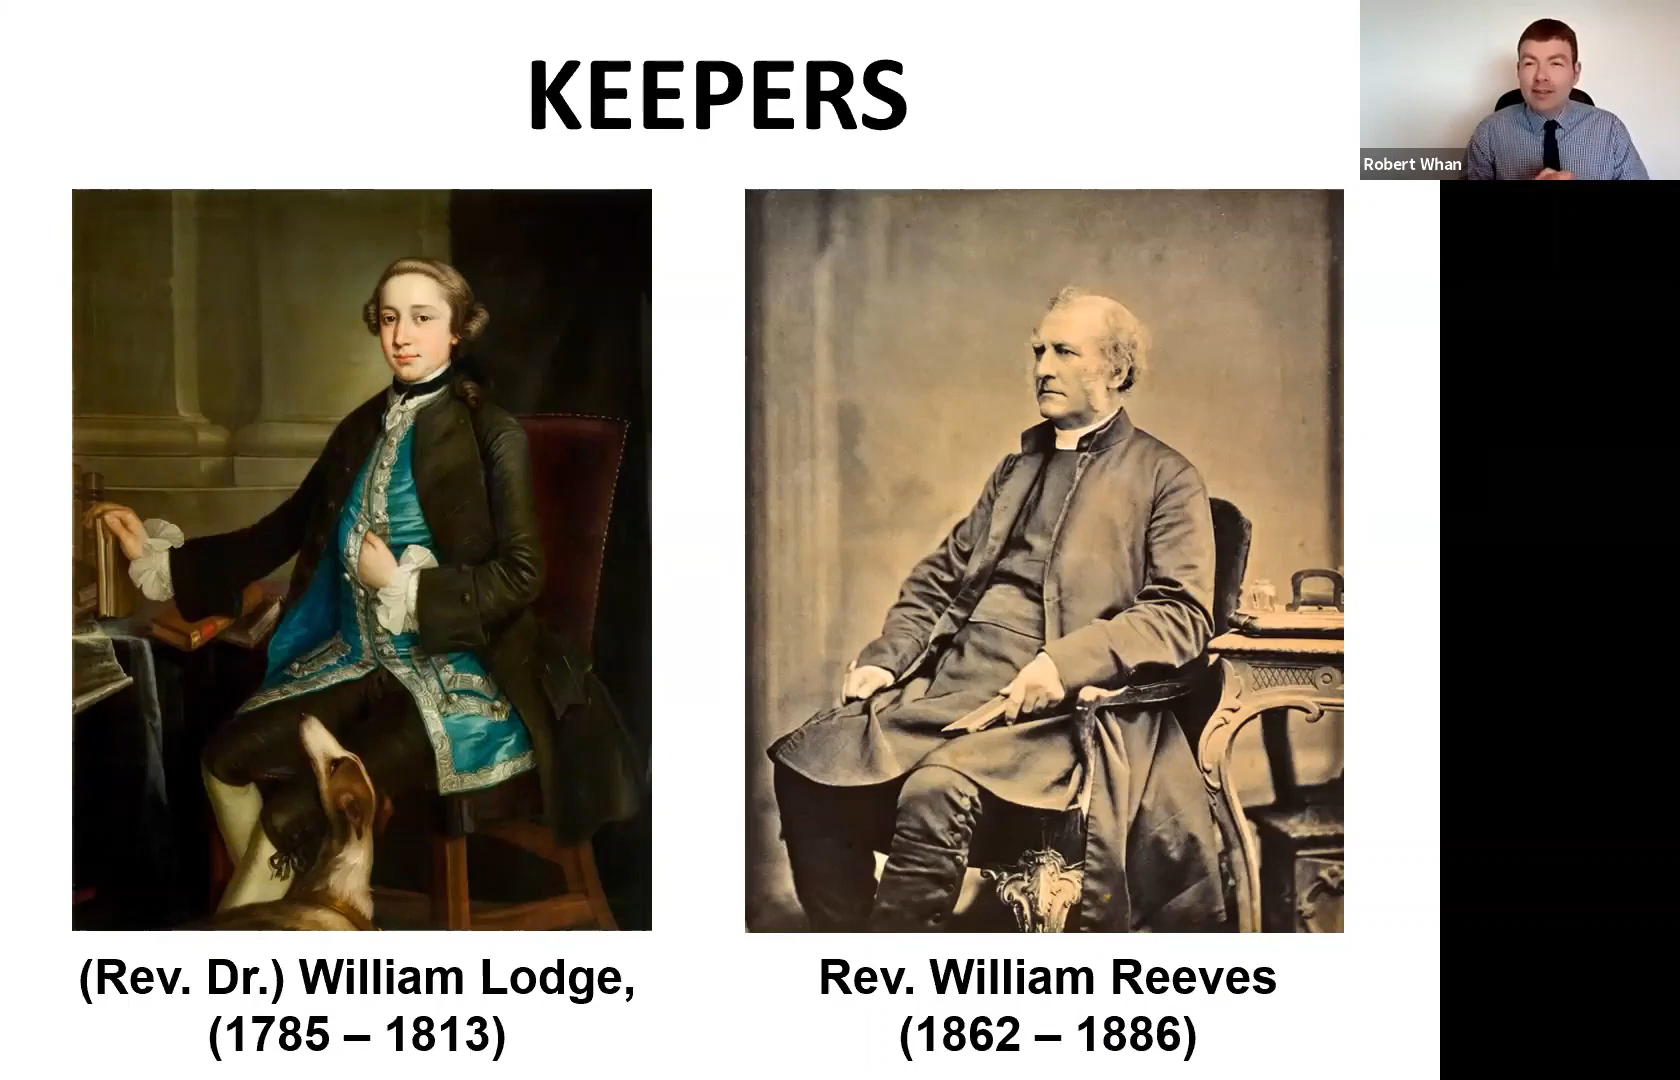 KEEPERS
Robert Whan
(Rev. Dr.) William Lodge,
(1785 – 1813)
Rev. William Reeves
(1862 – 1886)